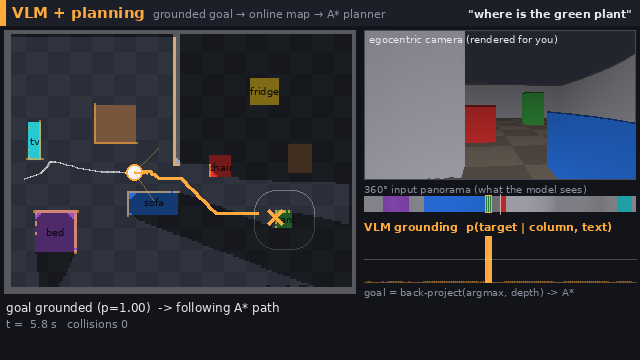 VLM + planning grounded goal → online map → A* planner "where is the green plant"
egocentric camera (rendered for you)
fridge
tv
chair
sofa
bed
360° input panorama (what the model sees)
VLM grounding p(target | column, text)
goal = back-project(argmax, depth) -> A*
goal grounded (p=1.00) -> following A* path
t = 5.8 s collisions 0